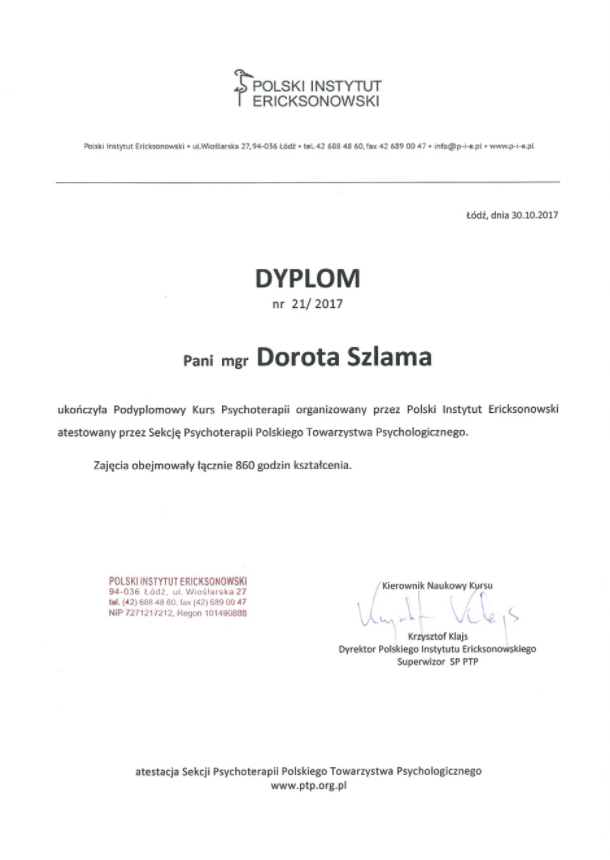 POLSKI INSTYTUT
ERICKSONOWSKI
Polski Instytut Ericksonowski • ul.Wioślarska 27, 94-036 Łódź • tel. 42 688 48 60, fax 42 689 00 47 • info@p-i-e.pl • www.p-i-e.pl
Łódź, dnia 30.10.2017
DYPLOM
nr 21/ 2017
Pani mgr Dorota Szlama
ukończyła Podyplomowy Kurs Psychoterapii organizowany przez Polski Instytut Ericksonowski
atestowany przez Sekcję Psychoterapii Polskiego Towarzystwa Psychologicznego.
Zajęcia obejmowały łącznie 860 godzin kształcenia.
POLSKI INSTYTUT ERICKSONOWSKI
94-036 Łódź, ul. Wioślarska 27
tel. (42) 688 48 60, fax (42) 689 00 47
NIP 7271217212, Regon 101490888
Kierownik Naukowy Kursu
Krzysztof Klajs
Krzysztof Klajs
Dyrektor Polskiego Instytutu Ericksonowskiego
Superwizor SP PTP
atestacja Sekcji Psychoterapii Polskiego Towarzystwa Psychologicznego
www.ptp.org.pl